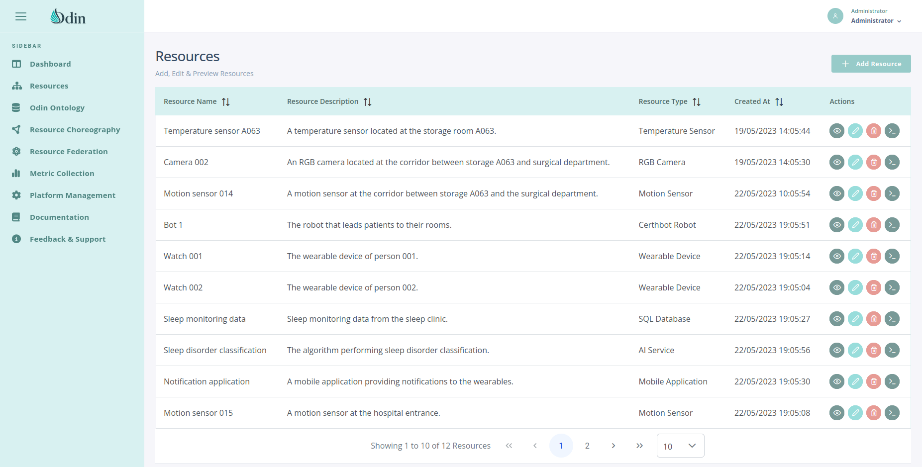 Odin
Administrator
Administrator
SIDEBAR
Dashboard
Resources
Odin Ontology
Resource Choreography
Resource Federation
Metric Collection
Platform Management
Documentation
Feedback & Support
Resources
Add, Edit & Preview Resources
Add Resource
Resource Name Resource Description Resource Type Created At Actions
Temperature sensor A063 A temperature sensor located at the storage room A063. Temperature Sensor 19/05/2023 14:05:44
Camera 002 An RGB camera located at the corridor between storage A063 and surgical department. RGB Camera 19/05/2023 14:05:30
Motion sensor 014 A motion sensor at the corridor between storage A063 and the surgical department. Motion Sensor 22/05/2023 10:05:54
Bot 1 The robot that leads patients to their rooms. Certhbot Robot 22/05/2023 19:05:51
Watch 001 The wearable device of person 001. Wearable Device 22/05/2023 19:05:14
Watch 002 The wearable device of person 002. Wearable Device 22/05/2023 19:05:04
Sleep monitoring data Sleep monitoring data from the sleep clinic. SQL Database 22/05/2023 19:05:27
Sleep disorder classification The algorithm performing sleep disorder classification. AI Service 22/05/2023 19:05:56
Notification application A mobile application providing notifications to the wearables. Mobile Application 22/05/2023 19:05:30
Motion sensor 015 A motion sensor at the hospital entrance. Motion Sensor 22/05/2023 19:05:08
Showing 1 to 10 of 12 Resources 1 2 10